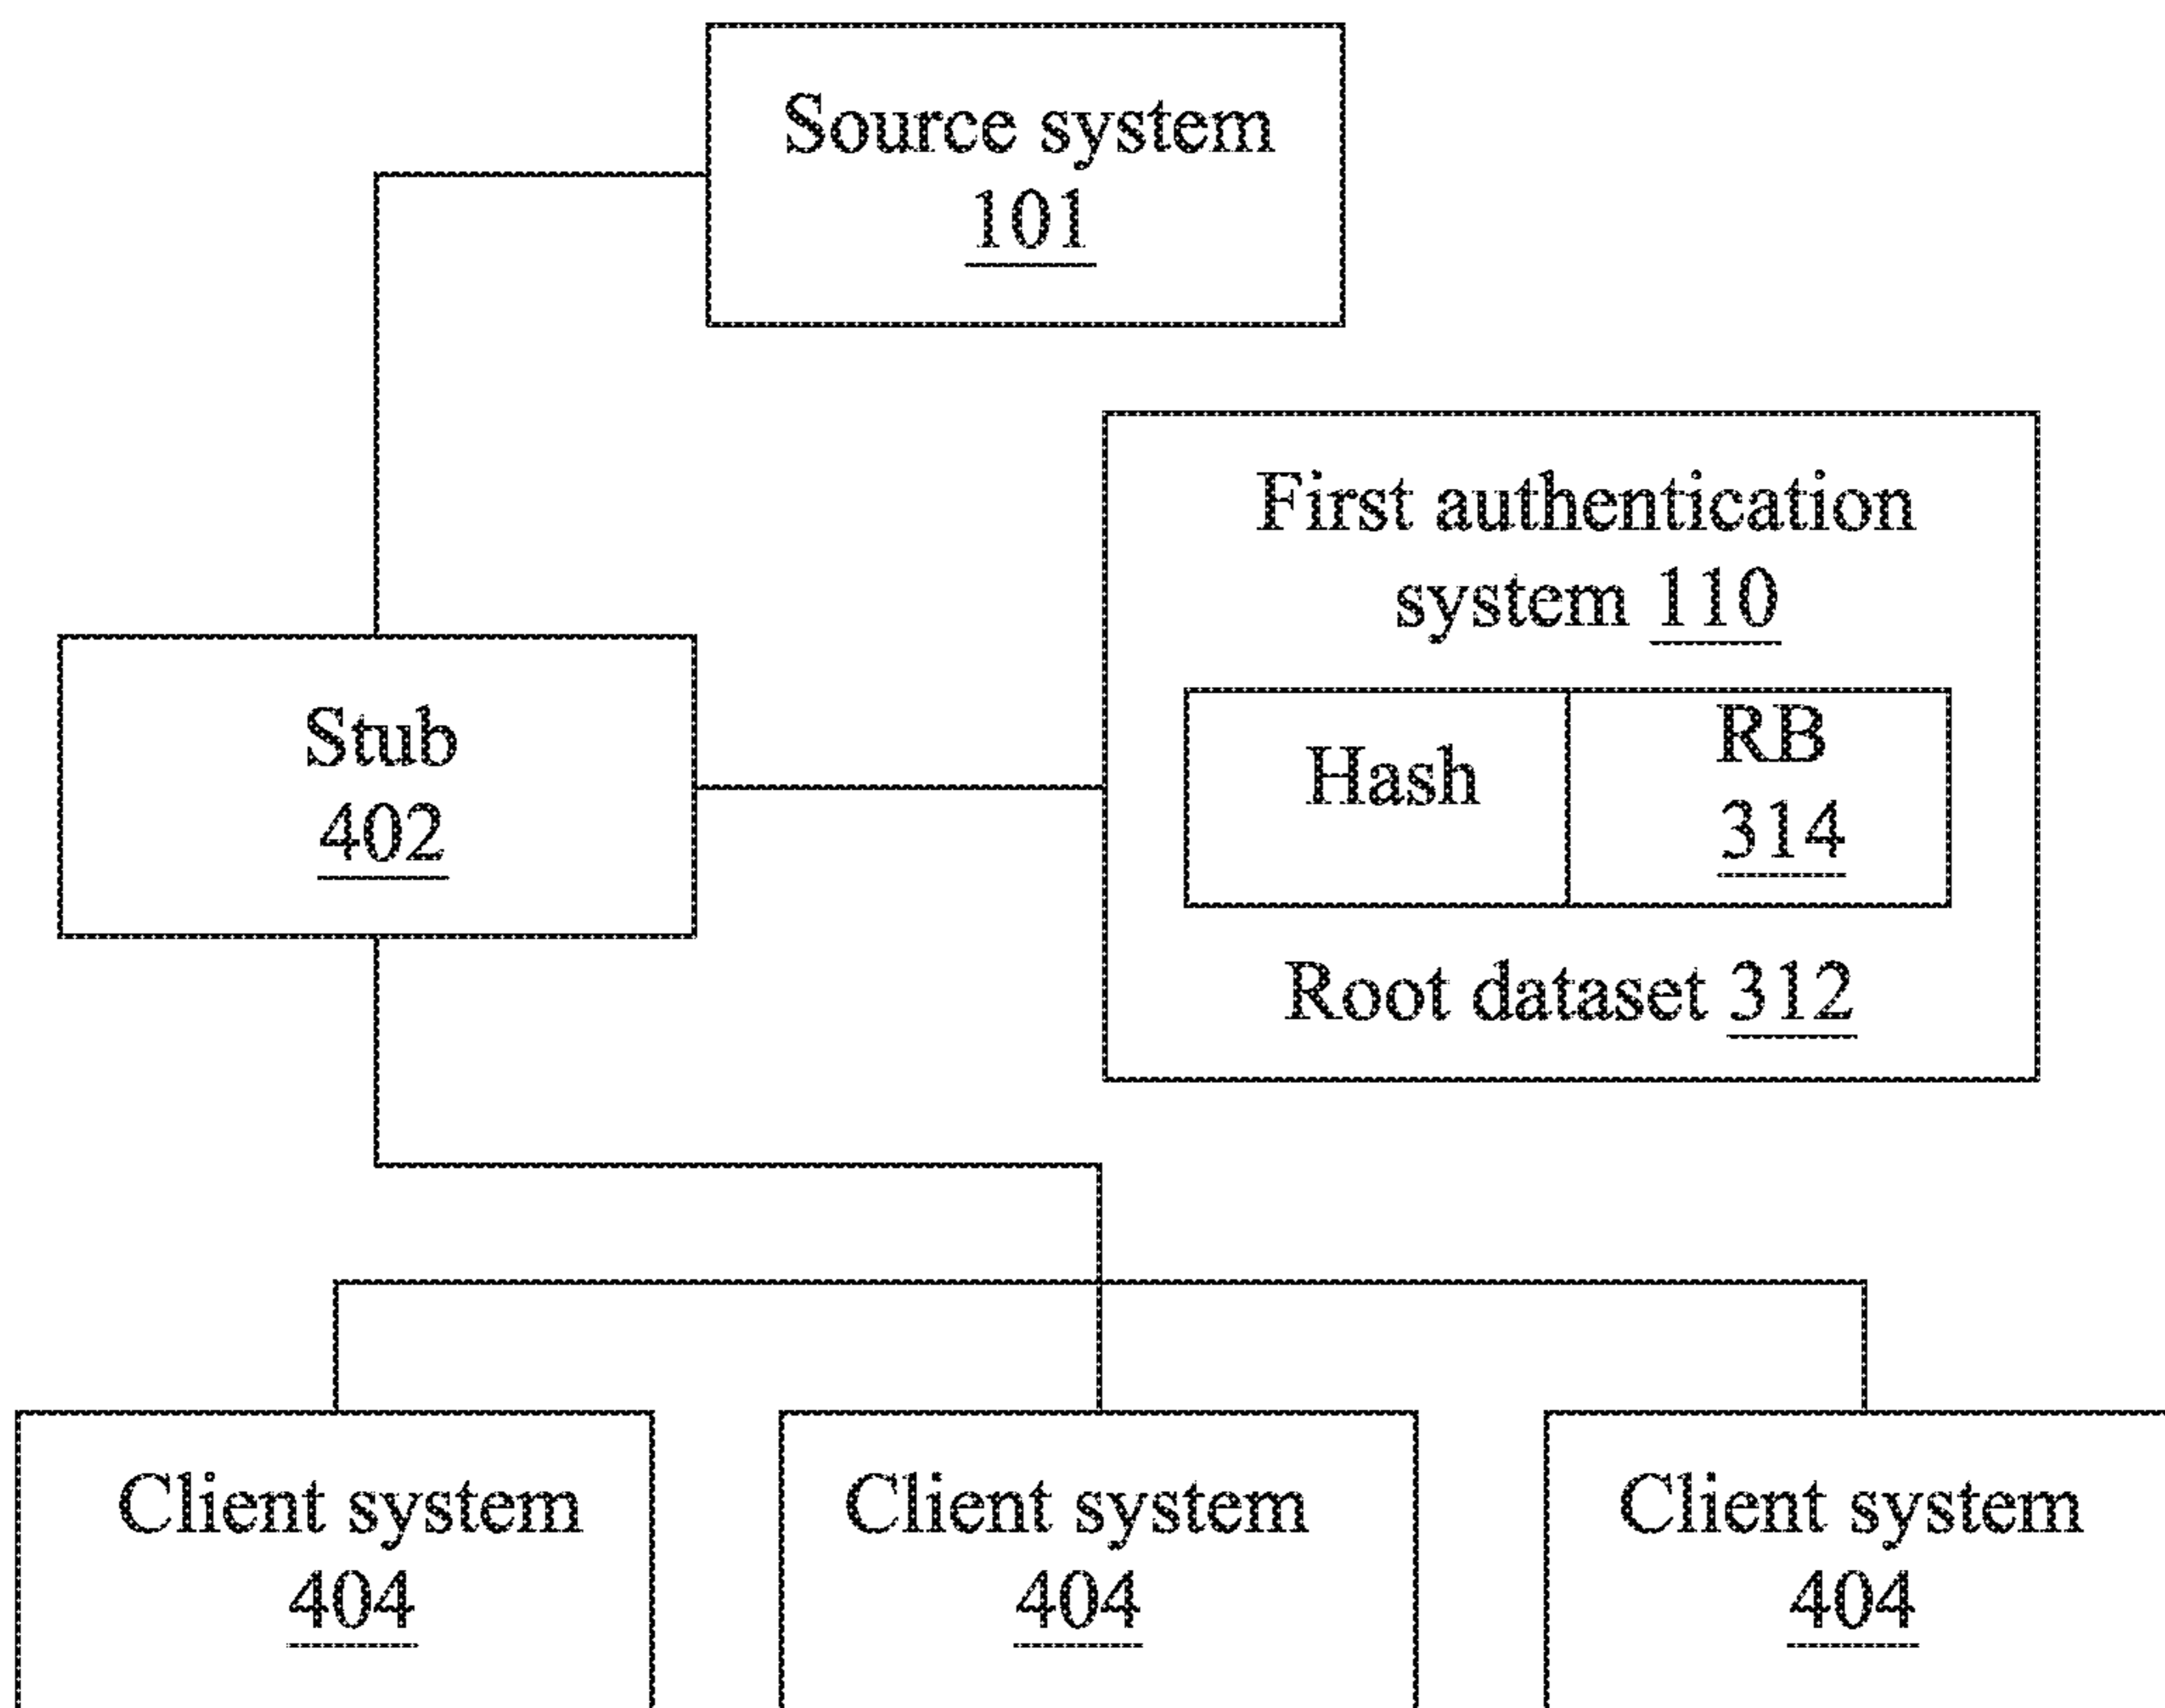 Source system
101
First authentication
system 110
Stub
402
Hash
RB
314
Root dataset 312
Client system
404
Client system
404
Client system
404